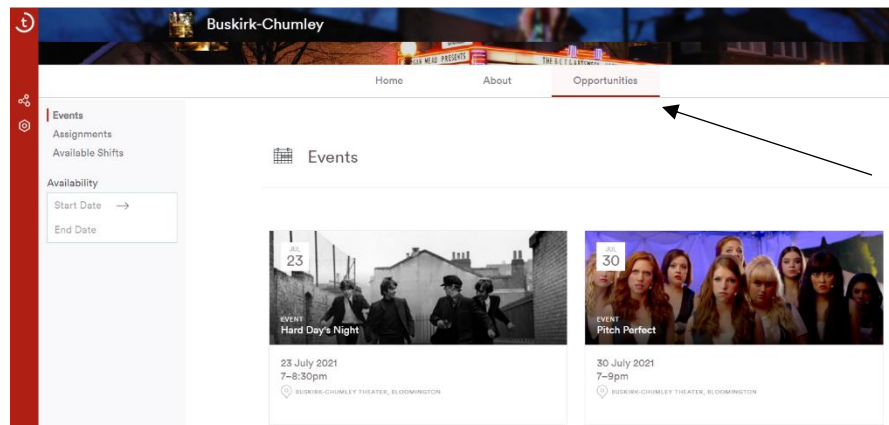 Buskirk-Chumley
MEAD PRESENTS
Home
About
Opportunities
Events
Assignments
Available Shifts
Availability
Start Date →
End Date
Events
JUL
23
EVENT
Hard Day's Night
23 July 2021
7–8:30pm
BUSKIRK-CHUMLEY THEATER, BLOOMINGTON
JUL
30
EVENT
Pitch Perfect
30 July 2021
7–9pm
BUSKIRK-CHUMLEY THEATER, BLOOMINGTON